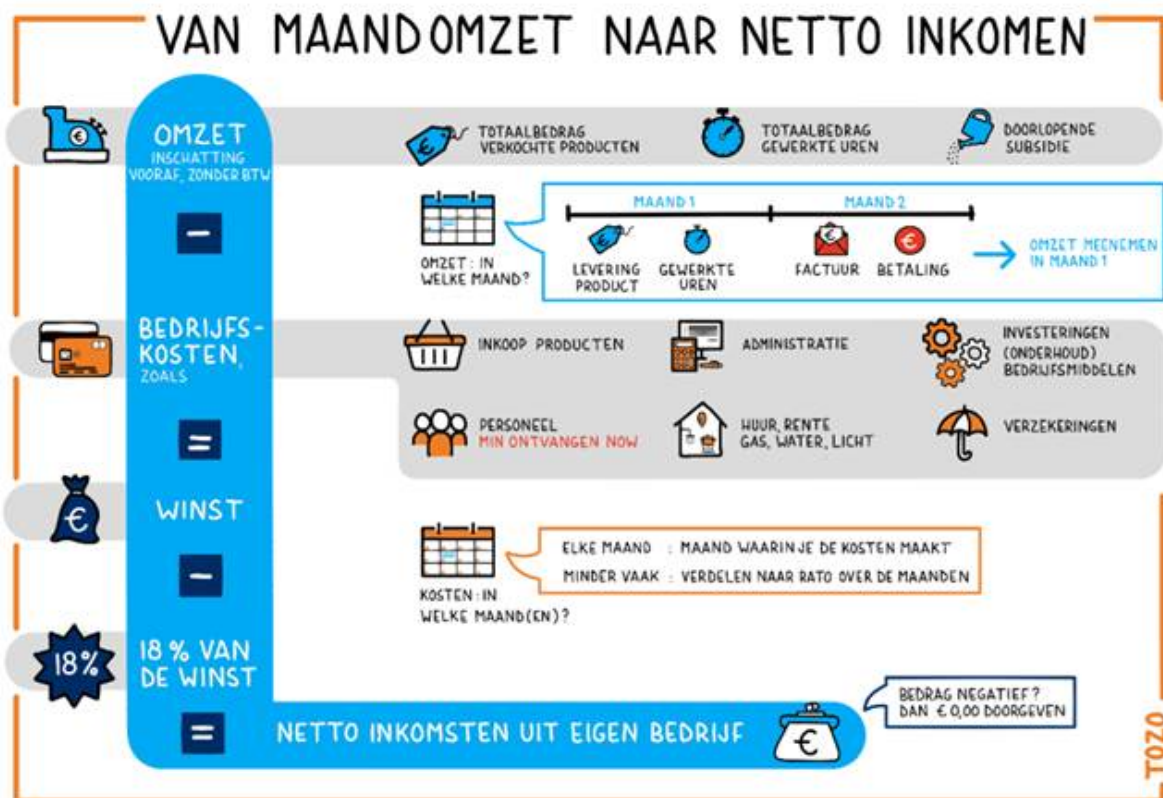 VAN MAANDOMZET NAAR NETTO INKOMEN
OMZET
INSCHATTING
VOORAF, ZONDER BTW
TOTAALBEDRAG
VERKOCHTE PRODUCTEN
TOTAALBEDRAG
GEWERKTE UREN
DOORLOPENDE
SUBSIDIE
OMZET: IN
WELKE MAAND?
MAAND 1
MAAND 2
LEVERING
PRODUCT
GEWERKTE
UREN
FACTUUR
BETALING
OMZET MEENEMEN
IN MAAND 1
BEDRIJFS-
KOSTEN,
ZOALS
INKOOP PRODUCTEN
ADMINISTRATIE
INVESTERINGEN
(ONDERHOUD)
BEDRIJFSMIDDELEN
PERSONEEL
MIN ONTVANGEN NOW
HUUR, RENTE
GAS, WATER, LICHT
VERZEKERINGEN
WINST
KOSTEN: IN
WELKE MAAND(EN)?
ELKE MAAND : MAAND WAARIN JE DE KOSTEN MAAKT
MINDER VAAK : VERDELEN NAAR RATO OVER DE MAANDEN
18%
18% VAN
DE WINST
NETTO INKOMSTEN UIT EIGEN BEDRIJF
BEDRAG NEGATIEF?
DAN € 0,00 DOORGEVEN
TOZO